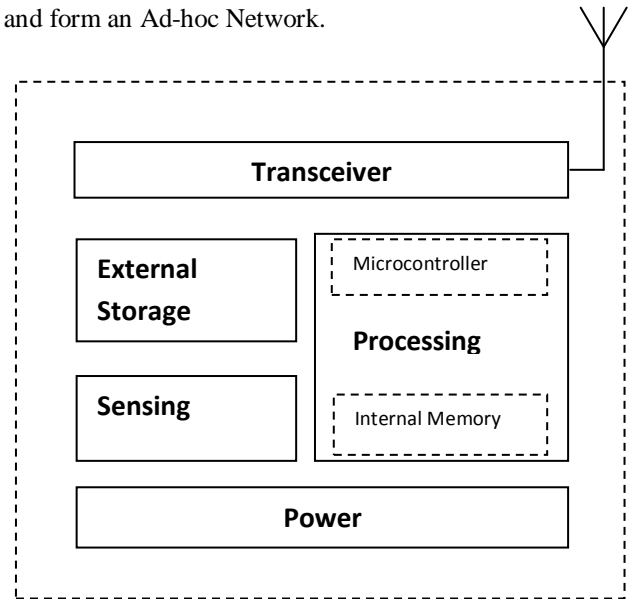 and form an Ad-hoc Network.
Transceiver
External
Storage
Microcontroller
Processing
Sensing
Internal Memory
Power